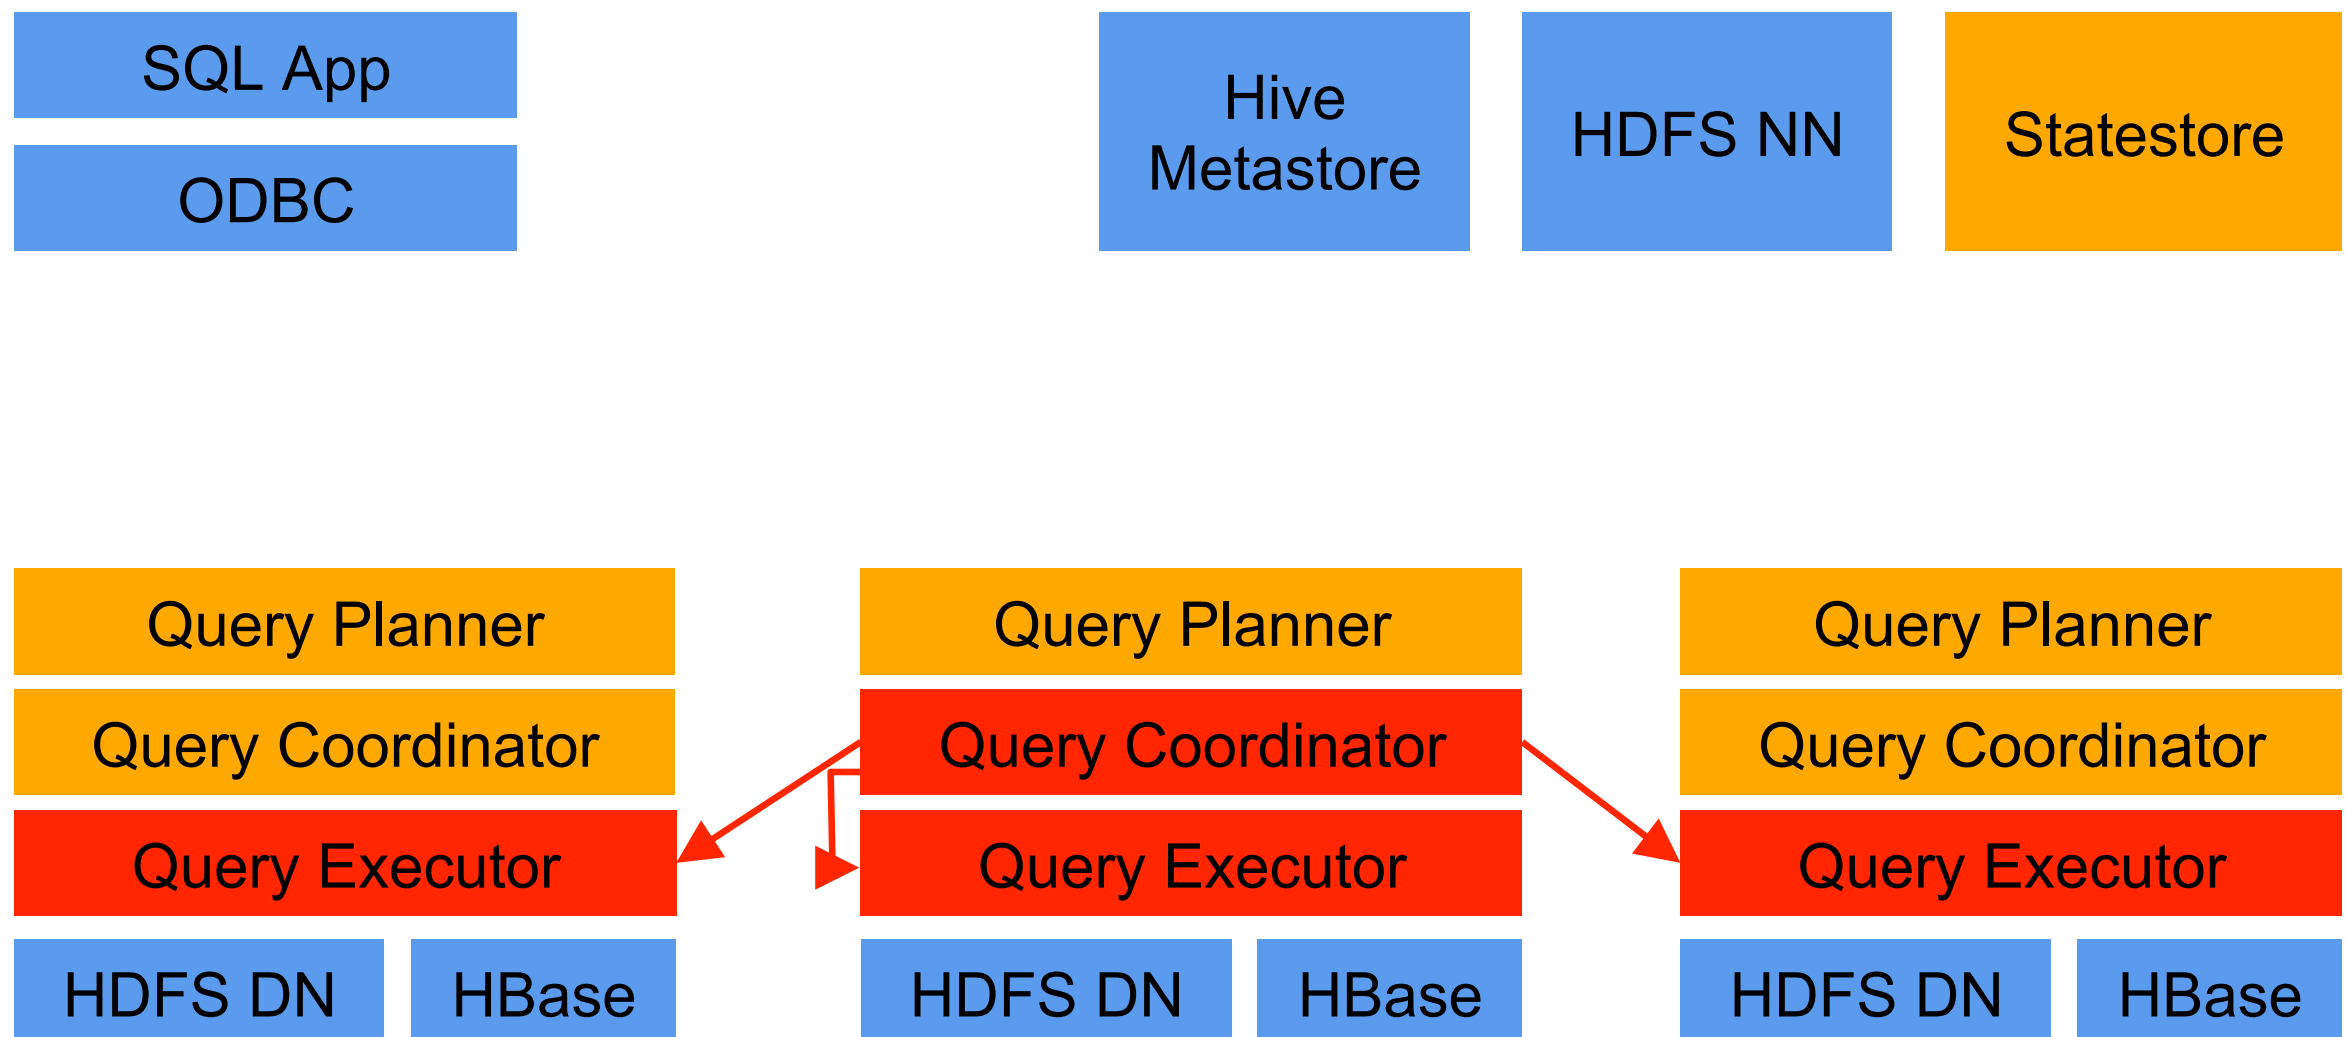 SQL App
ODBC
Hive
Metastore
HDFS NN
Statestore
Query Planner
Query Coordinator
Query Executor
HDFS DN
HBase
Query Planner
Query Coordinator
Query Executor
HDFS DN
HBase
Query Planner
Query Coordinator
Query Executor
HDFS DN
HBase